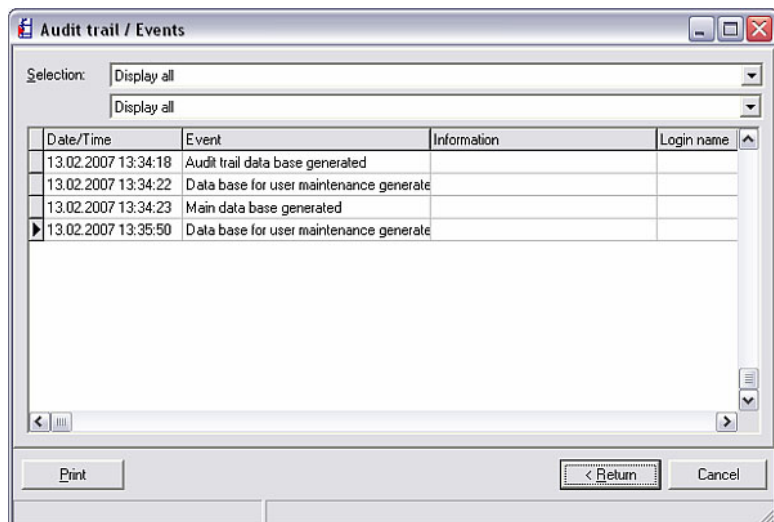 Audit trail / Events
Selection: Display all
Display all
Date/Time Event Information Login name
13.02.2007 13:34:18 Audit trail data base generated
13.02.2007 13:34:22 Data base for user maintenance generate
13.02.2007 13:34:23 Main data base generated
13.02.2007 13:35:50 Data base for user maintenance generate
Print < Return Cancel